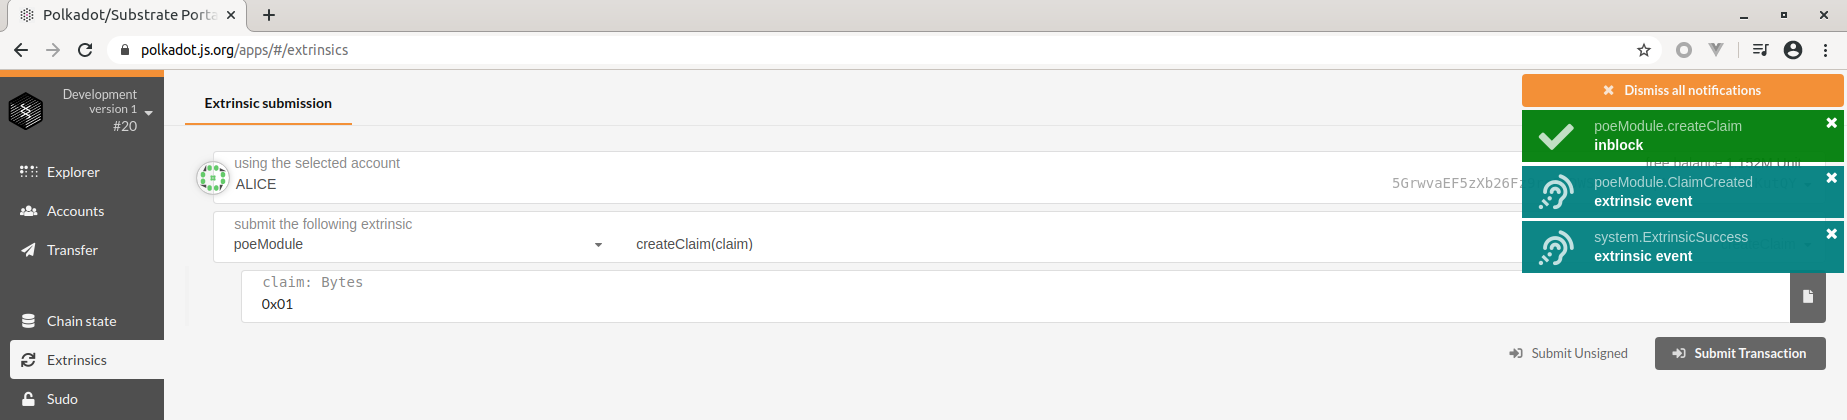 Polkadot/Substrate Porta
polkadot.js.org/apps/#/extrinsics
Development
version 1
#20
Explorer
Accounts
Transfer
Chain state
Extrinsics
Sudo
Extrinsic submission
using the selected account
ALICE
5GrwvaEF5zXb26F
submit the following extrinsic
poeModule
createClaim(claim)
claim: Bytes
0x01
Submit Unsigned
Submit Transaction
Dismiss all notifications
poeModule.createClaim
inblock
poeModule.ClaimCreated
extrinsic event
system.ExtrinsicSuccess
extrinsic event